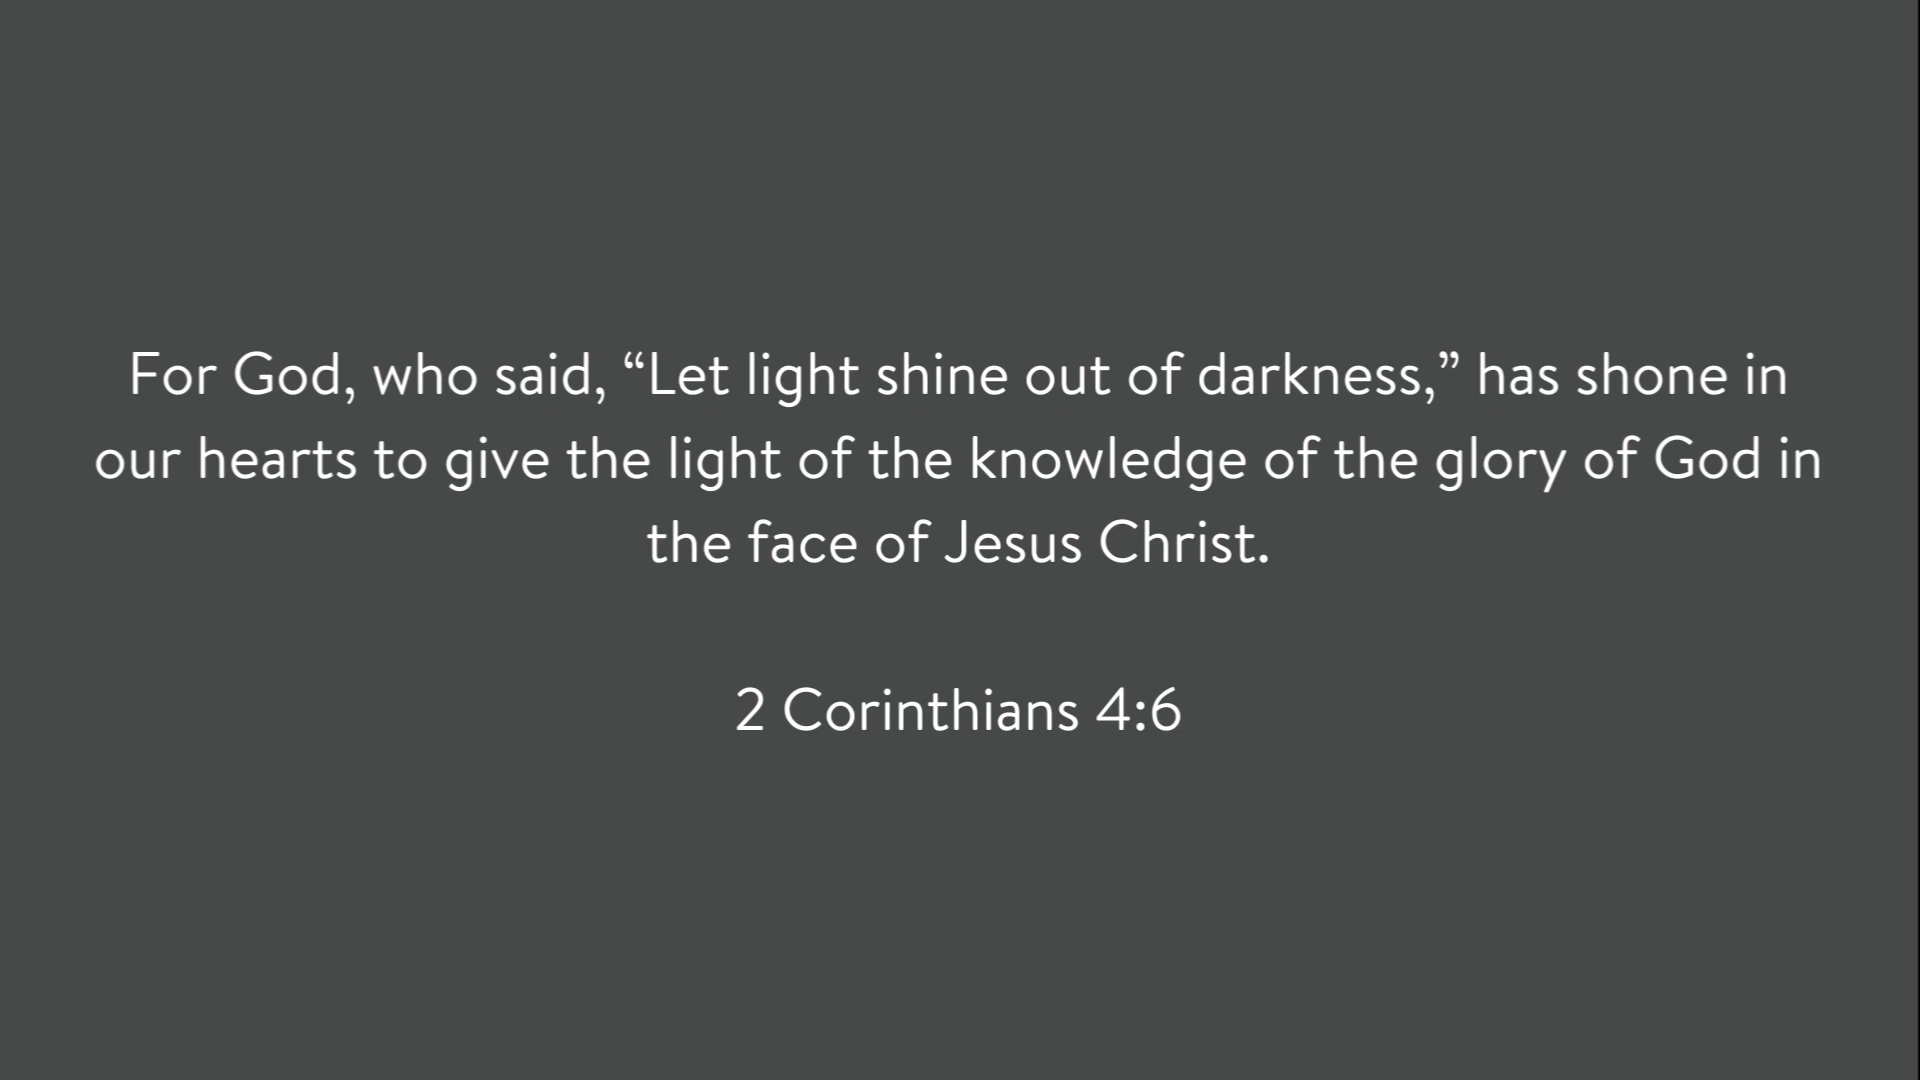 For God, who said, “Let light shine out of darkness,” has shone in
our hearts to give the light of the knowledge of the glory of God in
the face of Jesus Christ.
2 Corinthians 4:6